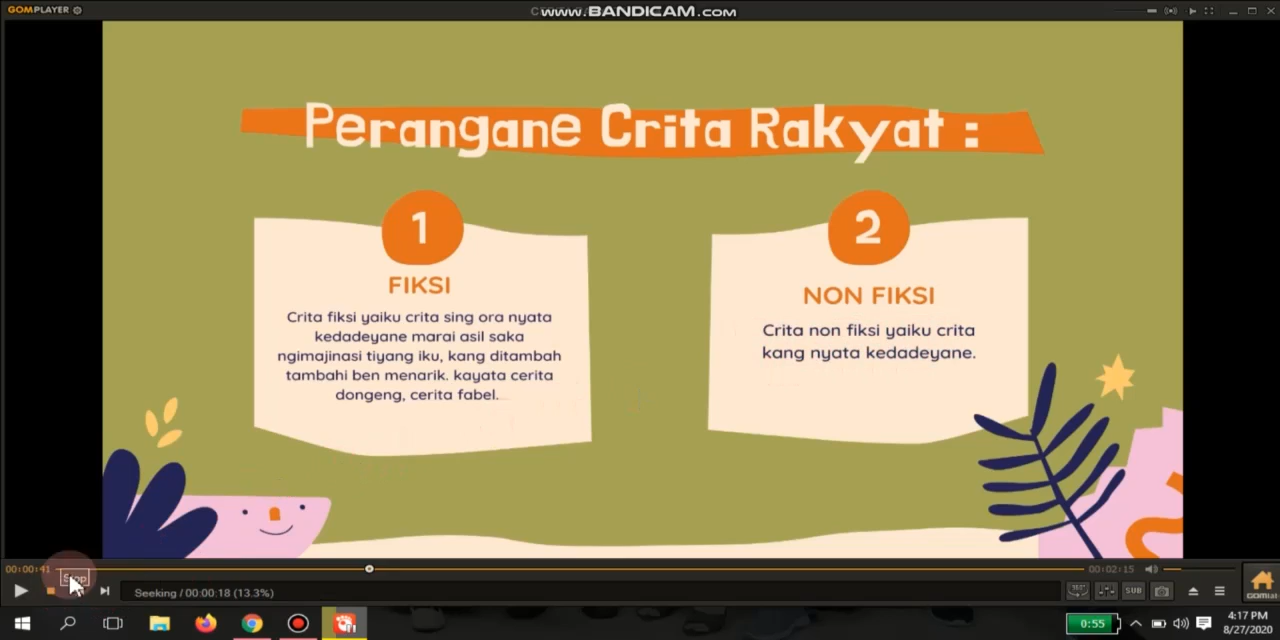 GOMPLAYER
www.BANDICAM.com
Perangane Crita Rakyat :
1
FIKSI
Crita fiksi yaiku crita sing ora nyata
kedadeyane marai asil saka
ngimajinasi tiyang iku, kang ditambah
tambahi ben menarik. kayata cerita
dongeng, cerita fabel.
2
NON FIKSI
Crita non fiksi yaiku crita
kang nyata kedadeyane.
00:00:41
00:02:15
Stop
Seeking / 00:00:18 (13.3%)
360°
SUB
GOMlab
0:55
4:17 PM
8/27/2020